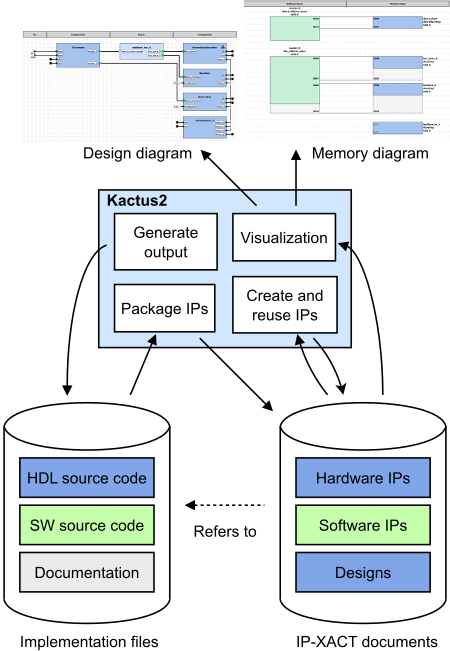 Design diagram
Memory diagram
Kactus2
Generate
output
Visualization
Package IPs
Create and
reuse IPs
HDL source code
SW source code
Documentation
Refers to
Hardware IPs
Software IPs
Designs
Implementation files
IP-XACT documents